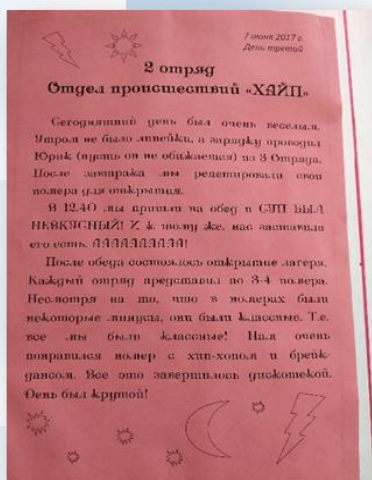 7 июня 2017 г.
День третий
2 отряд
Отдел происшествий «ХАЙП»
Сегодняшний день был очень веселым.
Утром не было линейки, а зарядку проводил
Юрик (пусть он не обижается) из 3 Отряда.
После завтрака мы репетировали свои
номера для открытия.
В 12.40 мы пришли на обед и СУП БЫЛ
НЕВКУСНЫЙ! К тому же, нас заставили
его есть. АААААААААА!
После обеда состоялось открытие лагеря.
Каждый отряд представил по 3-4 номера.
Несмотря на то, что в номерах были
некоторые минусы, они были классные. Т.е.
все мы были классные! Нам очень
понравился номер с хип-хопом и брейк-
дансом. Все это завершилось дискотекой.
День был крутой!